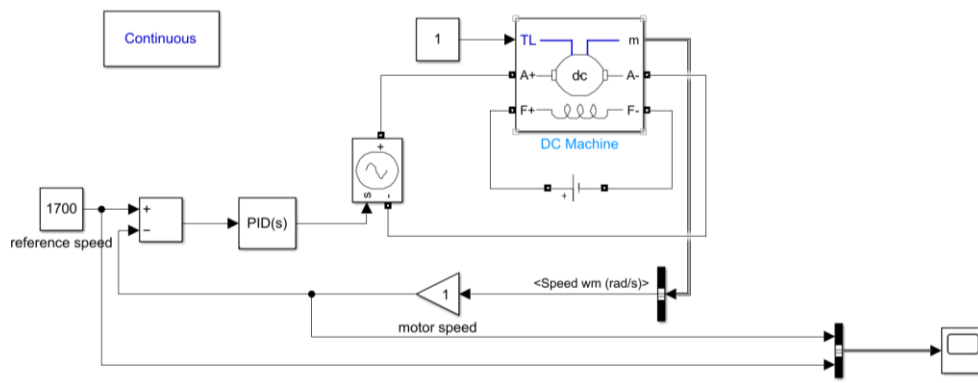 Continuous
1
TL
m
A+
dc
A-
F+
F-
DC Machine
+
s
-
+
1700
+
−
PID(s)
reference speed
1
<Speed wm (rad/s)>
motor speed